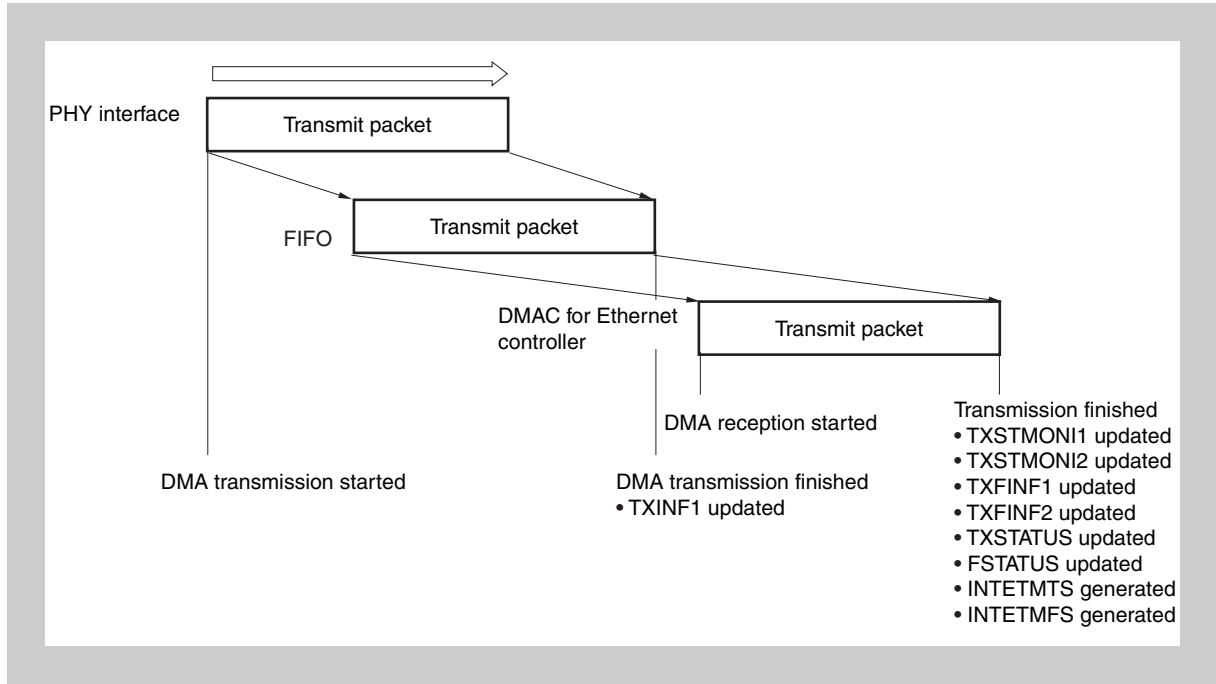 PHY interface
Transmit packet
FIFO
Transmit packet
DMAC for Ethernet
controller
Transmit packet
DMA reception started
DMA transmission started
DMA transmission finished
• TXINF1 updated
Transmission finished
• TXSTMONI1 updated
• TXSTMONI2 updated
• TXFINF1 updated
• TXFINF2 updated
• TXSTATUS updated
• FSTATUS updated
• INTETMTS generated
• INTETMFS generated